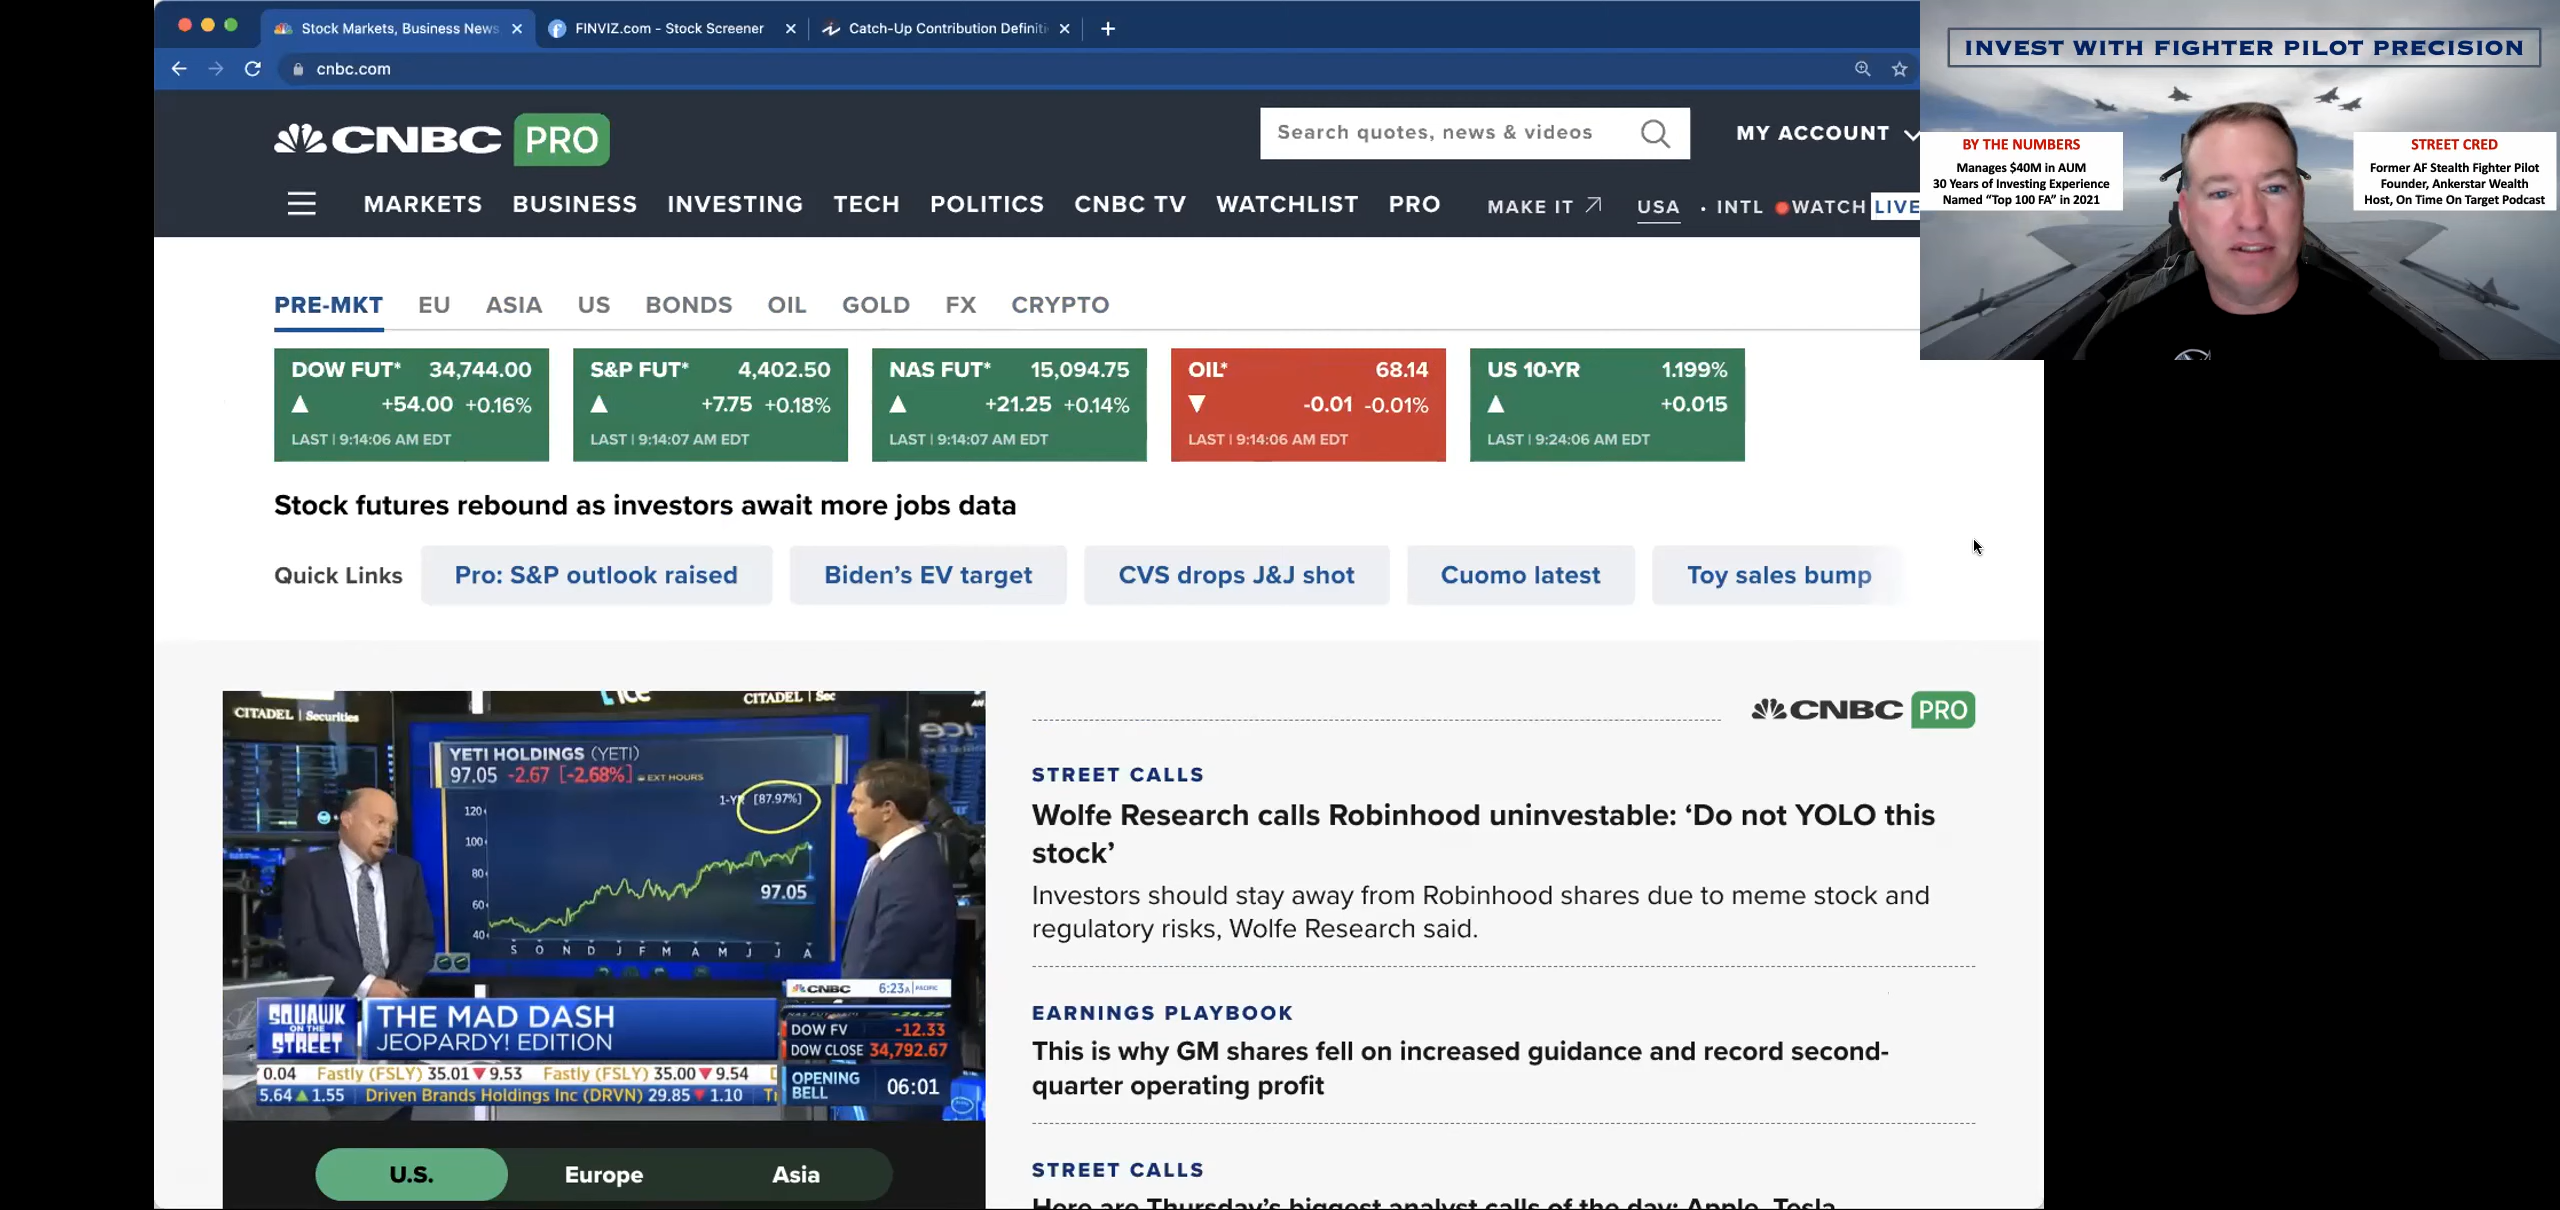 Stock Markets, Business News
FINVIZ.com - Stock Screener
Catch-Up Contribution Definiti
cnbc.com
INVEST WITH FIGHTER PILOT PRECISION
BY THE NUMBERS
Manages $40M in AUM
30 Years of Investing Experience
Named “Top 100 FA” in 2021
STREET CRED
Former AF Stealth Fighter Pilot
Founder, Ankerstar Wealth
Host, On Time On Target Podcast
CNBC PRO
Search quotes, news & videos
MY ACCOUNT
MARKETS BUSINESS INVESTING TECH POLITICS CNBC TV WATCHLIST PRO MAKE IT USA • INTL WATCH LIVE
PRE-MKT EU ASIA US BONDS OIL GOLD FX CRYPTO
DOW FUT* 34,744.00
+54.00 +0.16%
LAST | 9:14:06 AM EDT
S&P FUT* 4,402.50
+7.75 +0.18%
LAST | 9:14:07 AM EDT
NAS FUT* 15,094.75
+21.25 +0.14%
LAST | 9:14:07 AM EDT
OIL* 68.14
-0.01 -0.01%
LAST | 9:14:06 AM EDT
US 10-YR 1.199%
+0.015
LAST | 9:24:06 AM EDT
Stock futures rebound as investors await more jobs data
Quick Links Pro: S&P outlook raised Biden’s EV target CVS drops J&J shot Cuomo latest Toy sales bump
CITADEL | Securities
CITADEL | Sec
YETI HOLDINGS (YETI)
97.05 -2.67 [-2.68%] EXT HOURS
1-YR [87.97%]
120
100
80
60
40
97.05
S O N D J F M A M J J A
CNBC 6:23A PACIFIC
SQUAWK ON THE STREET
THE MAD DASH
JEOPARDY! EDITION
DOW FV -12.33
DOW CLOSE 34,792.67
OPENING BELL 06:01
0.04 Fastly (FSLY) 35.01▼9.53 Fastly (FSLY) 35.00▼9.54
5.64▲1.55 Driven Brands Holdings Inc (DRVN) 29.85▼1.10
U.S. Europe Asia
CNBC PRO
STREET CALLS
Wolfe Research calls Robinhood uninvestable: ‘Do not YOLO this
stock’
Investors should stay away from Robinhood shares due to meme stock and
regulatory risks, Wolfe Research said.
EARNINGS PLAYBOOK
This is why GM shares fell on increased guidance and record second-
quarter operating profit
STREET CALLS
Here are Thursday’s biggest analyst calls of the day: Apple, Tesla,